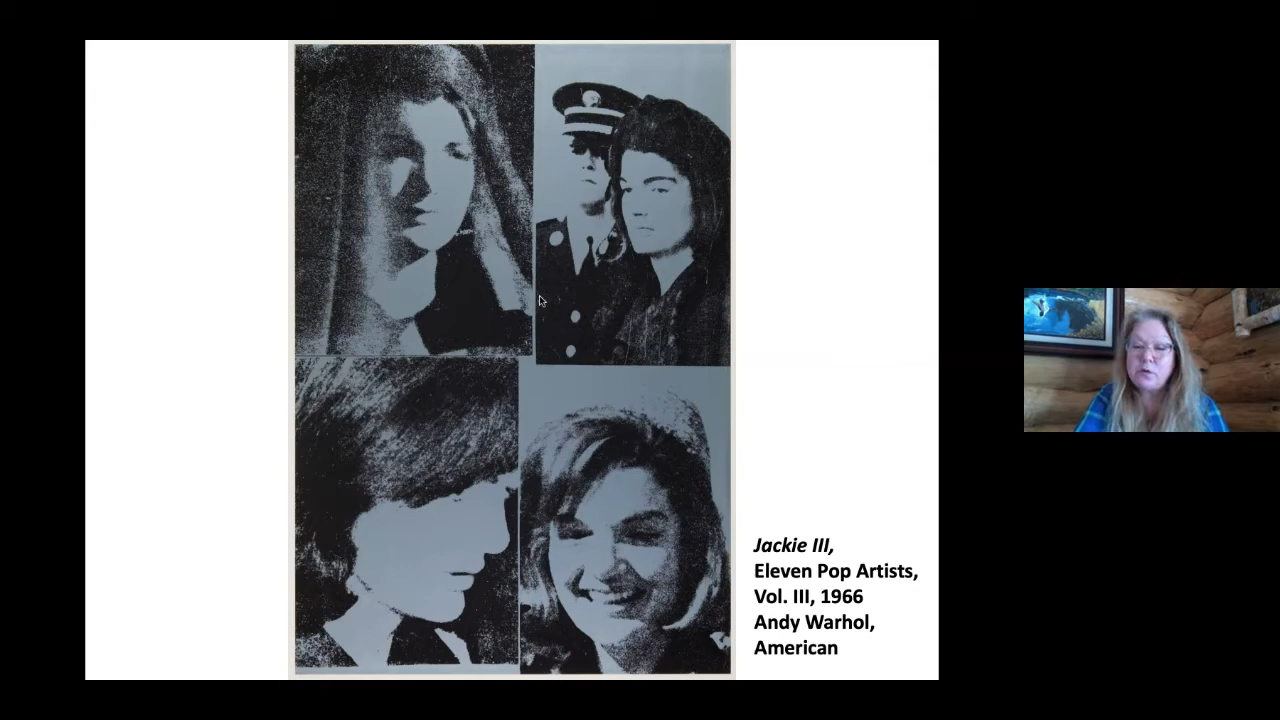 Jackie III,
Eleven Pop Artists,
Vol. III, 1966
Andy Warhol,
American